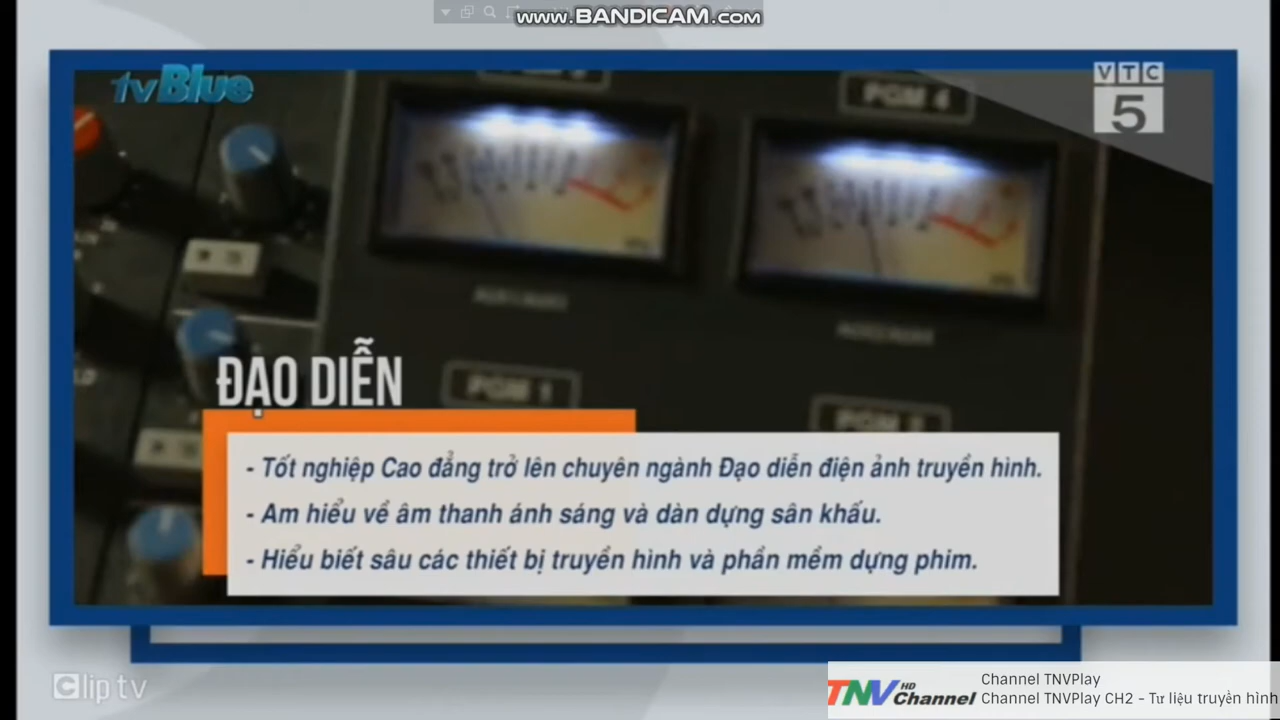 www.BANDICAM.com
tvBlue
VTC
5
PGM 4
PGM 1
ĐẠO DIỄN
- Tốt nghiệp Cao đẳng trở lên chuyên ngành Đạo diễn điện ảnh truyền hình.
- Am hiểu về âm thanh ánh sáng và dàn dựng sân khấu.
- Hiểu biết sâu các thiết bị truyền hình và phần mềm dựng phim.
Clip tv
TNV HD Channel
Channel TNVPlay
Channel TNVPlay CH2 - Tư liệu truyền hình